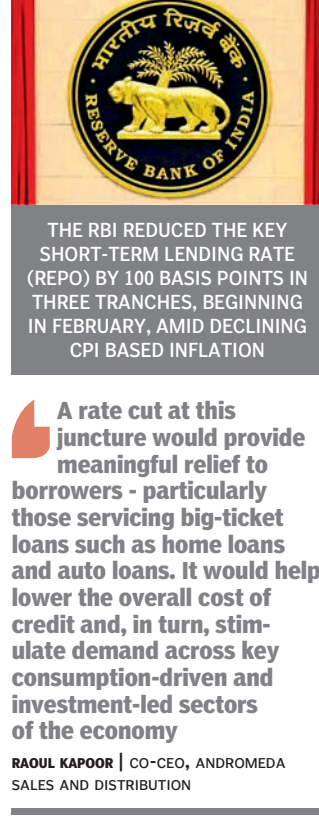 भारतीय रिज़र्व बैंक
RESERVE BANK OF INDIA
THE RBI REDUCED THE KEY
SHORT-TERM LENDING RATE
(REPO) BY 100 BASIS POINTS IN
THREE TRANCHES, BEGINNING
IN FEBRUARY, AMID DECLINING
CPI BASED INFLATION
A rate cut at this
juncture would provide
meaningful relief to
borrowers - particularly
those servicing big-ticket
loans such as home loans
and auto loans. It would help
lower the overall cost of
credit and, in turn, stim-
ulate demand across key
consumption-driven and
investment-led sectors
of the economy
RAOUL KAPOOR | CO-CEO, ANDROMEDA
SALES AND DISTRIBUTION